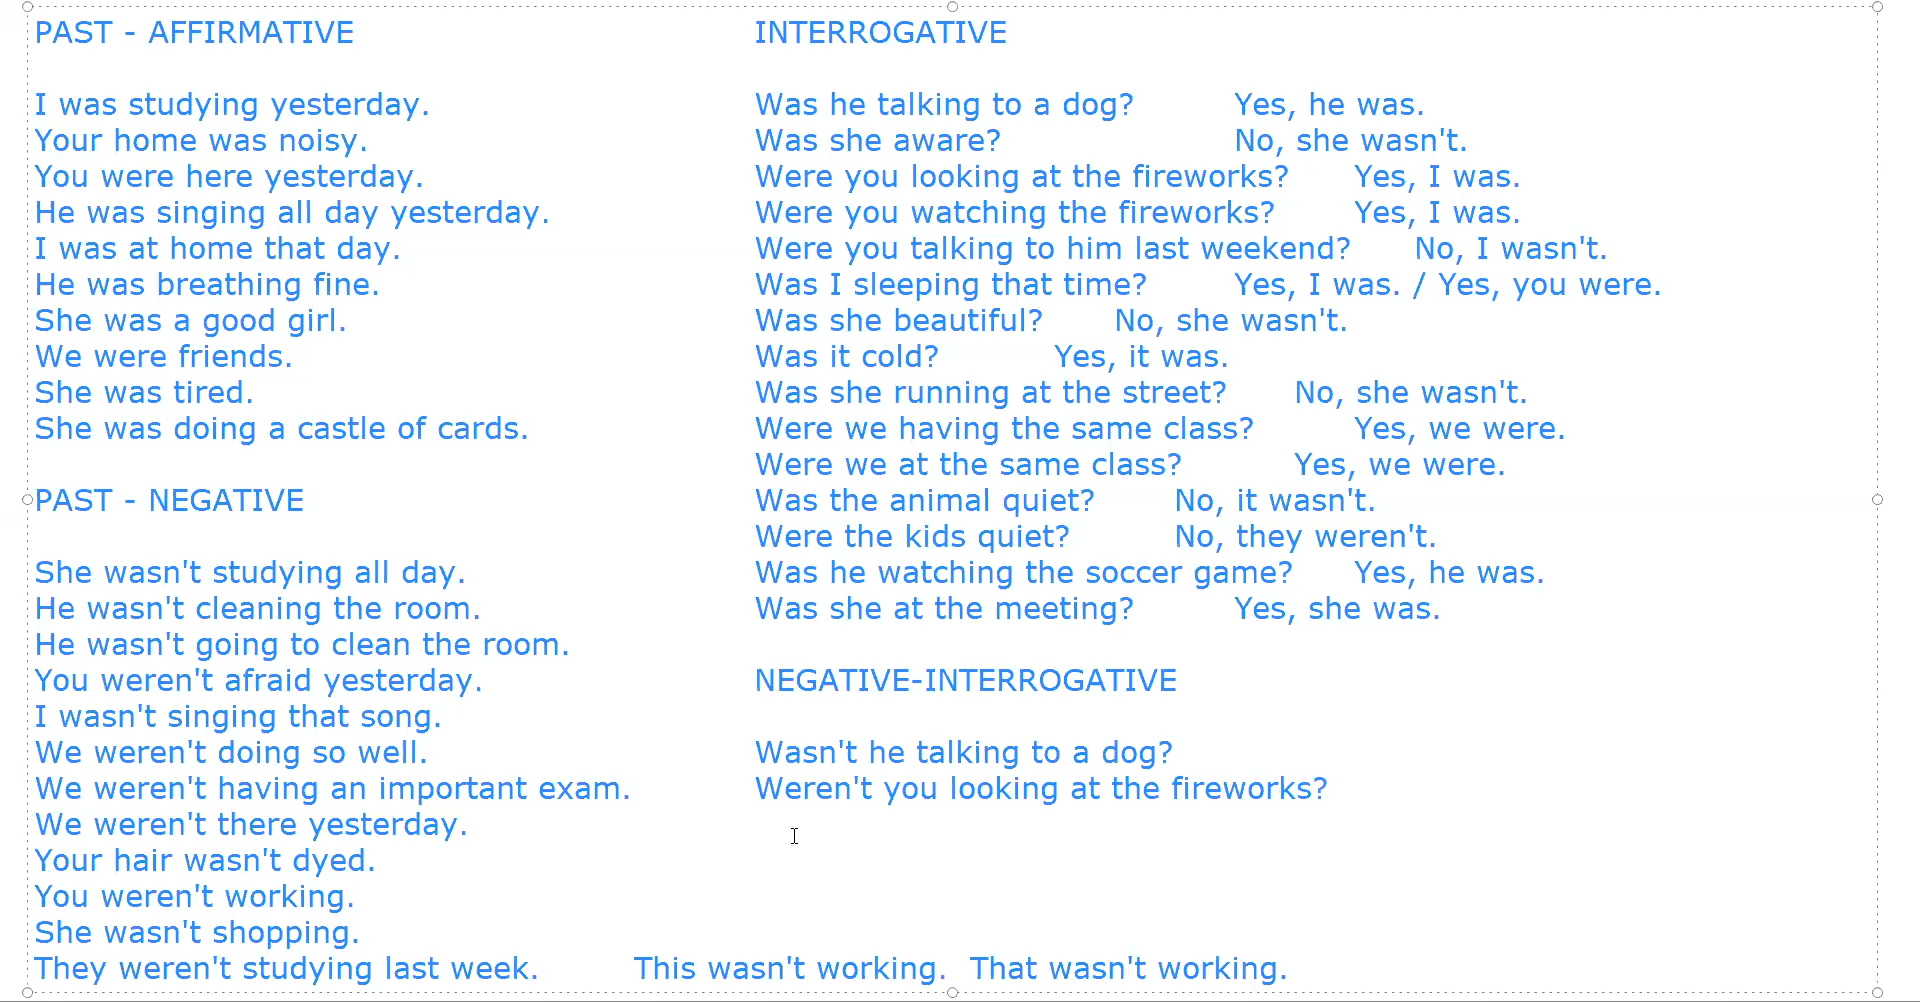 PAST - AFFIRMATIVE
I was studying yesterday.
Your home was noisy.
You were here yesterday.
He was singing all day yesterday.
I was at home that day.
He was breathing fine.
She was a good girl.
We were friends.
She was tired.
She was doing a castle of cards.
PAST - NEGATIVE
She wasn't studying all day.
He wasn't cleaning the room.
He wasn't going to clean the room.
You weren't afraid yesterday.
I wasn't singing that song.
We weren't doing so well.
We weren't having an important exam.
We weren't there yesterday.
Your hair wasn't dyed.
You weren't working.
She wasn't shopping.
They weren't studying last week. This wasn't working. That wasn't working.
INTERROGATIVE
Was he talking to a dog? Yes, he was.
Was she aware? No, she wasn't.
Were you looking at the fireworks? Yes, I was.
Were you watching the fireworks? Yes, I was.
Were you talking to him last weekend? No, I wasn't.
Was I sleeping that time? Yes, I was. / Yes, you were.
Was she beautiful? No, she wasn't.
Was it cold? Yes, it was.
Was she running at the street? No, she wasn't.
Were we having the same class? Yes, we were.
Were we at the same class? Yes, we were.
Was the animal quiet? No, it wasn't.
Were the kids quiet? No, they weren't.
Was he watching the soccer game? Yes, he was.
Was she at the meeting? Yes, she was.
NEGATIVE-INTERROGATIVE
Wasn't he talking to a dog?
Weren't you looking at the fireworks?